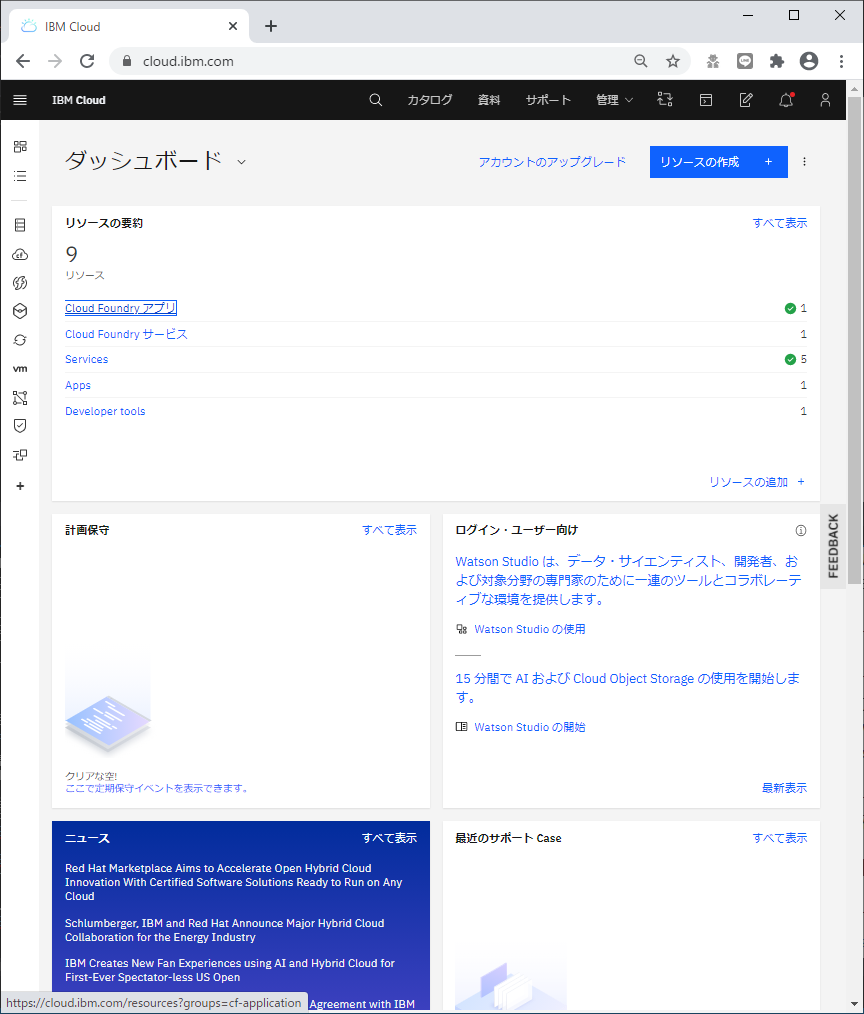 IBM Cloud
cloud.ibm.com
IBM Cloud
カタログ
資料
サポート
管理
ダッシュボード
アカウントのアップグレード
リソースの作成 +
リソースの要約
すべて表示
9
リソース
Cloud Foundry アプリ 1
Cloud Foundry サービス 1
Services 5
Apps 1
Developer tools 1
リソースの追加 +
vm
FEEDBACK
計画保守
すべて表示
クリアな空!
ここで定期保守イベントを表示できます。
ログイン・ユーザー向け
Watson Studio は、データ・サイエンティスト、開発者、お
よび対象分野の専門家のために一連のツールとコラボレーテ
ィブな環境を提供します。
Watson Studio の使用
15 分間で AI および Cloud Object Storage の使用を開始しま
す。
Watson Studio の開始
最新表示
ニュース
すべて表示
Red Hat Marketplace Aims to Accelerate Open Hybrid Cloud
Innovation With Certified Software Solutions Ready to Run on Any
Cloud
Schlumberger, IBM and Red Hat Announce Major Hybrid Cloud
Collaboration for the Energy Industry
IBM Creates New Fan Experiences using AI and Hybrid Cloud for
First-Ever Spectator-less US Open
Agreement with IBM
最近のサポート Case
すべて表示
https://cloud.ibm.com/resources?groups=cf-application